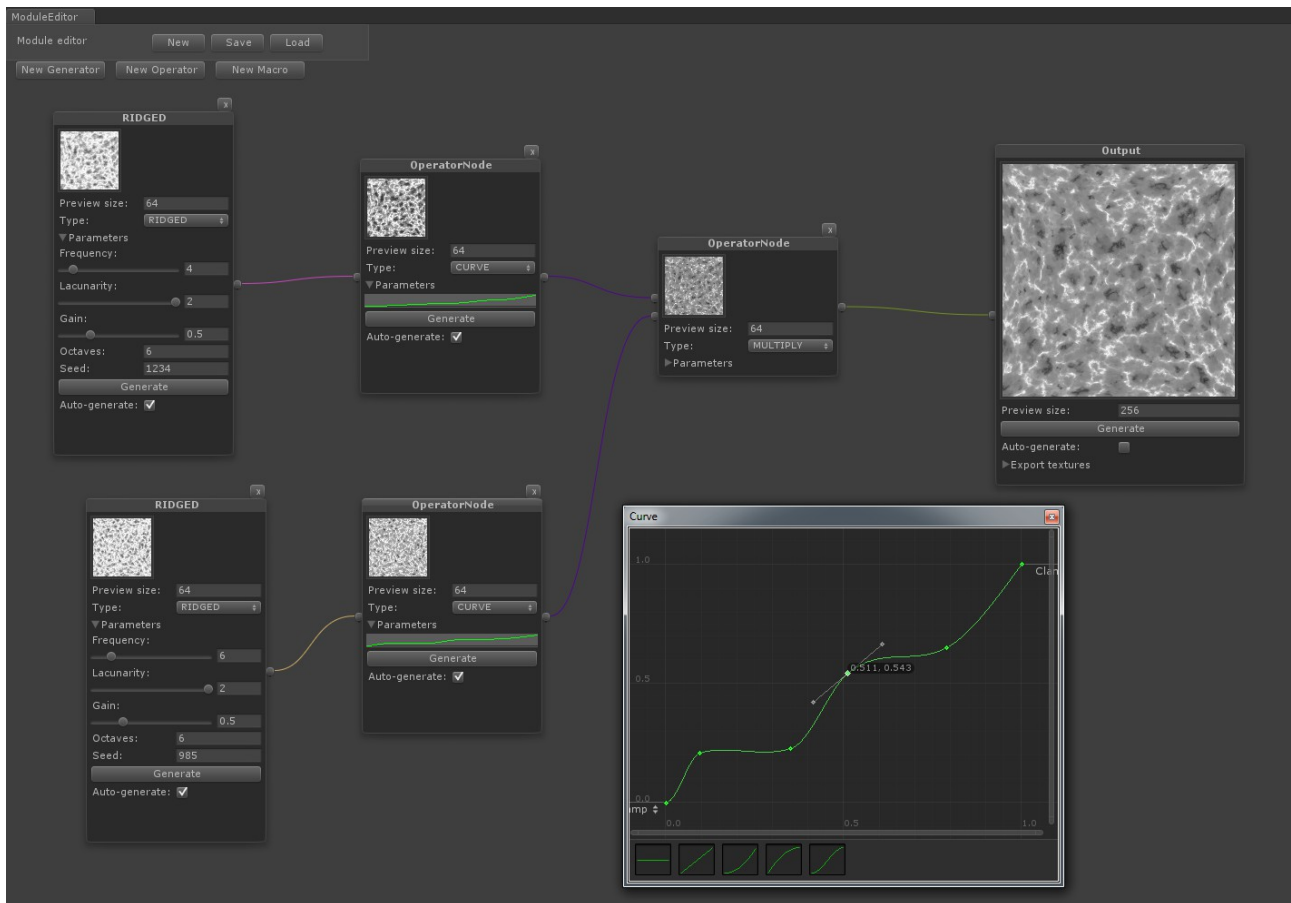 ModuleEditor
Module editor New Save Load
New Generator New Operator New Macro
x
RIDGED
Preview size: 64
Type: RIDGED
Parameters
Frequency:
4
Lacunarity:
2
Gain:
0.5
Octaves: 6
Seed: 1234
Generate
Auto-generate:
x
OperatorNode
Preview size: 64
Type: CURVE
Parameters
Generate
Auto-generate:
x
OperatorNode
Preview size: 64
Type: MULTIPLY
Parameters
Output
Preview size: 256
Generate
Auto-generate:
Export textures
x
RIDGED
Preview size: 64
Type: RIDGED
Parameters
Frequency:
6
Lacunarity:
2
Gain:
0.5
Octaves: 6
Seed: 985
Generate
Auto-generate:
x
OperatorNode
Preview size: 64
Type: CURVE
Parameters
Generate
Auto-generate:
Curve x
1.0
Clam
0.511, 0.543
0.5
0.0
mp
0.0 0.5 1.0